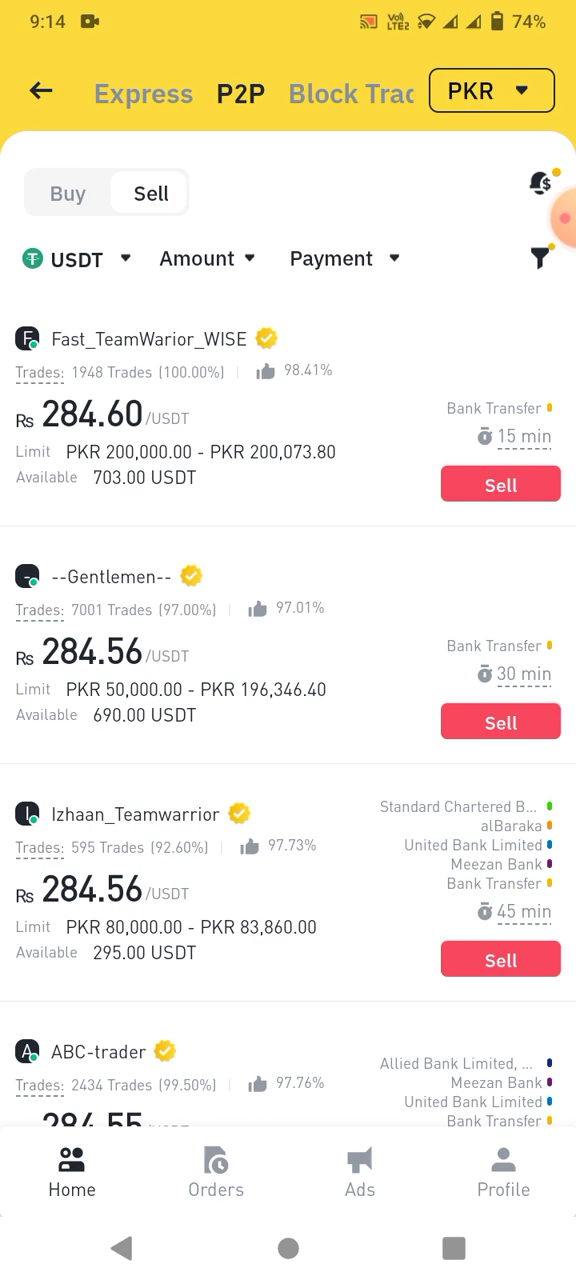 9:14 Vo) LTE2 74%
Express P2P Block Trac PKR
Buy Sell
USDT Amount Payment
F Fast_TeamWarior_WISE
Trades: 1948 Trades (100.00%) 98.41%
Rs 284.60 /USDT
Bank Transfer
15 min
Limit PKR 200,000.00 - PKR 200,073.80
Available 703.00 USDT
Sell
- --Gentlemen--
Trades: 7001 Trades (97.00%) 97.01%
Rs 284.56 /USDT
Bank Transfer
30 min
Limit PKR 50,000.00 - PKR 196,346.40
Available 690.00 USDT
Sell
I Izhaan_Teamwarrior
Trades: 595 Trades (92.60%) 97.73%
Rs 284.56 /USDT
Standard Chartered B...
alBaraka
United Bank Limited
Meezan Bank
Bank Transfer
45 min
Limit PKR 80,000.00 - PKR 83,860.00
Available 295.00 USDT
Sell
A ABC-trader
Trades: 2434 Trades (99.50%) 97.76%
284.55
Allied Bank Limited, ...
Meezan Bank
United Bank Limited
Bank Transfer
Home Orders Ads Profile